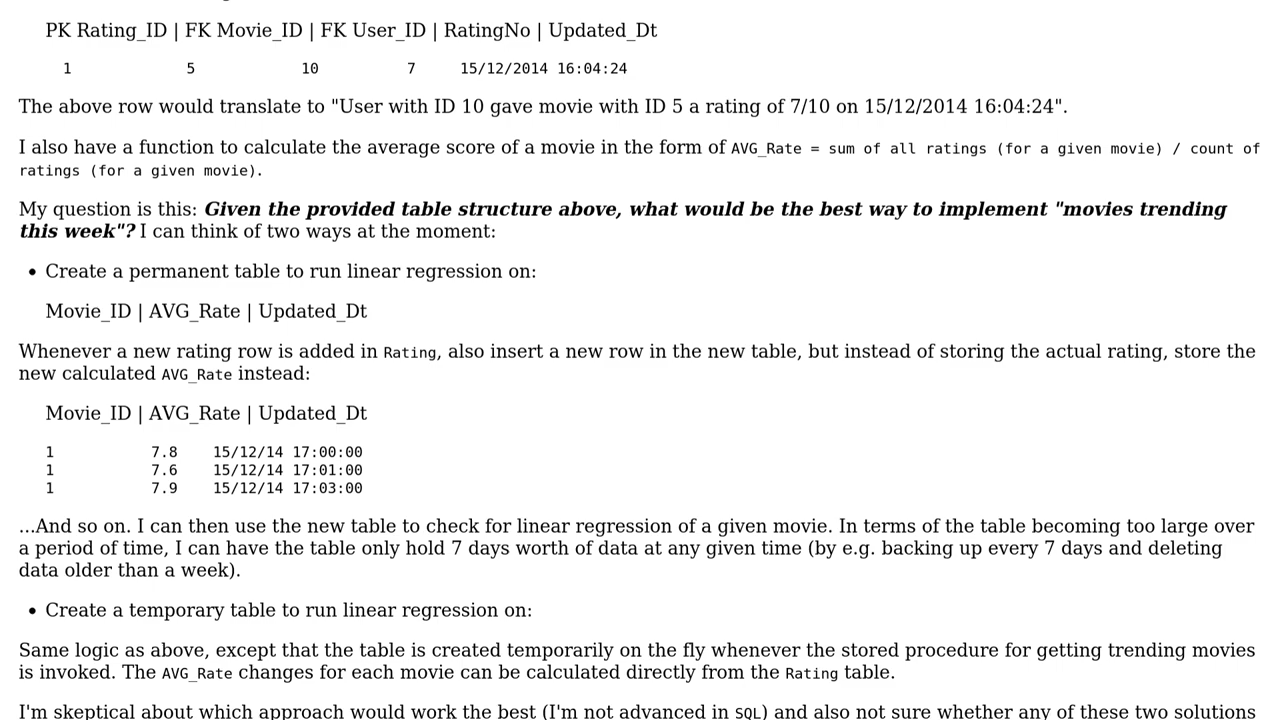 PK Rating_ID | FK Movie_ID | FK User_ID | RatingNo | Updated_Dt
1 5 10 7 15/12/2014 16:04:24
The above row would translate to "User with ID 10 gave movie with ID 5 a rating of 7/10 on 15/12/2014 16:04:24".
I also have a function to calculate the average score of a movie in the form of AVG_Rate = sum of all ratings (for a given movie) / count of
ratings (for a given movie).
My question is this: Given the provided table structure above, what would be the best way to implement "movies trending
this week"? I can think of two ways at the moment:
• Create a permanent table to run linear regression on:
Movie_ID | AVG_Rate | Updated_Dt
Whenever a new rating row is added in Rating, also insert a new row in the new table, but instead of storing the actual rating, store the
new calculated AVG_Rate instead:
Movie_ID | AVG_Rate | Updated_Dt
1 7.8 15/12/14 17:00:00
1 7.6 15/12/14 17:01:00
1 7.9 15/12/14 17:03:00
...And so on. I can then use the new table to check for linear regression of a given movie. In terms of the table becoming too large over
a period of time, I can have the table only hold 7 days worth of data at any given time (by e.g. backing up every 7 days and deleting
data older than a week).
• Create a temporary table to run linear regression on:
Same logic as above, except that the table is created temporarily on the fly whenever the stored procedure for getting trending movies
is invoked. The AVG_Rate changes for each movie can be calculated directly from the Rating table.
I'm skeptical about which approach would work the best (I'm not advanced in SQL) and also not sure whether any of these two solutions